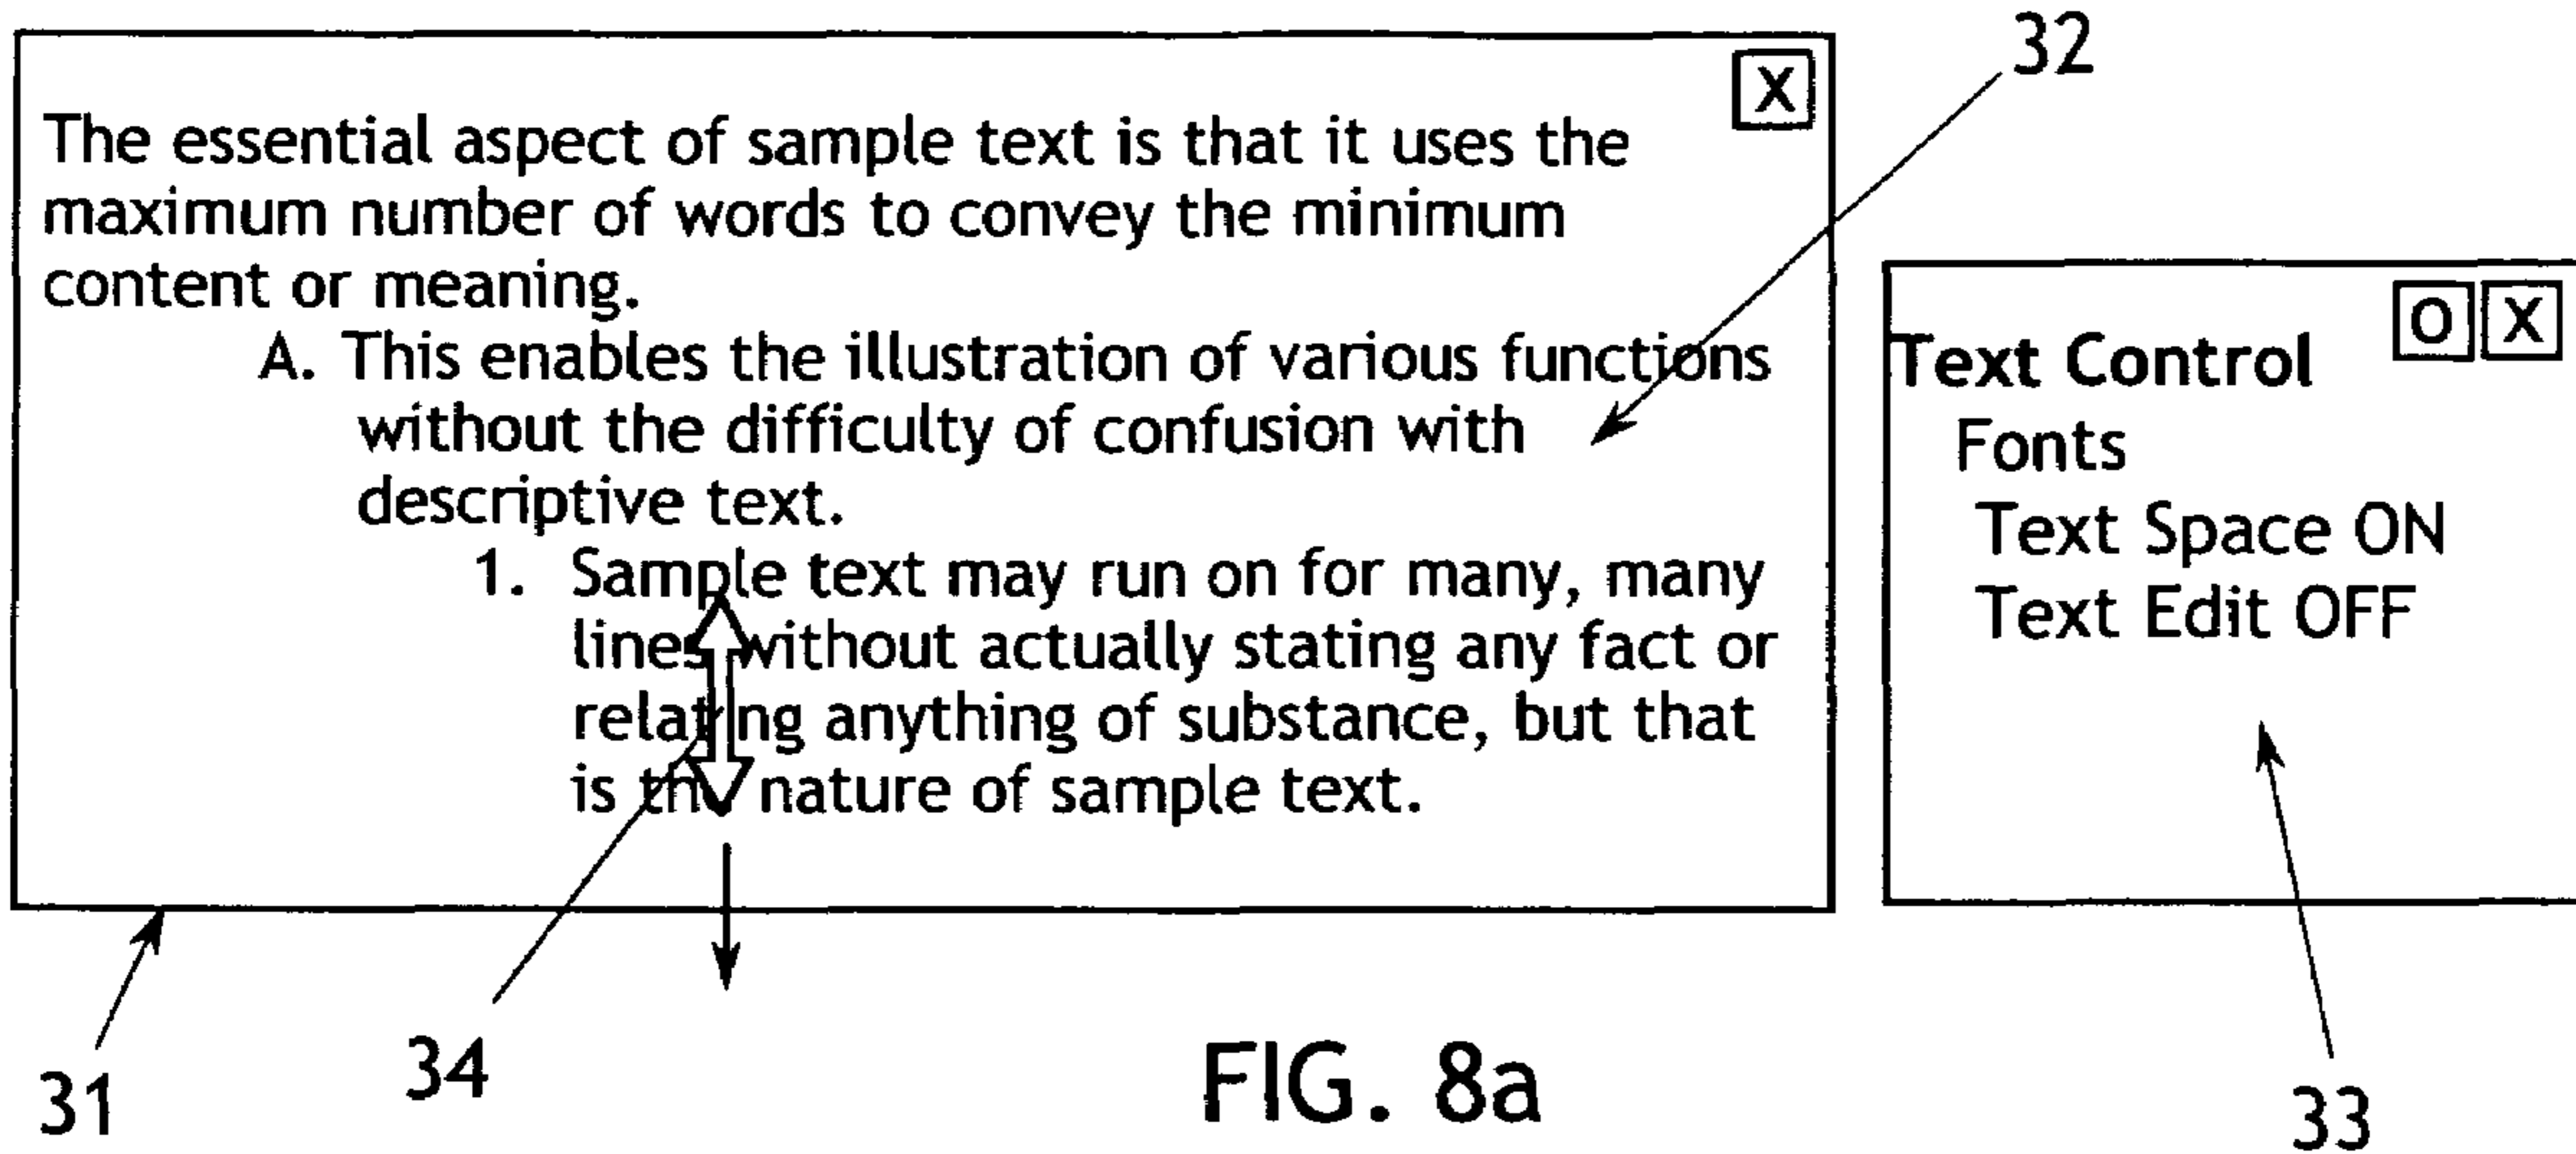 32
X
The essential aspect of sample text is that it uses the
maximum number of words to convey the minimum
content or meaning.
A. This enables the illustration of various functions
without the difficulty of confusion with
descriptive text.
1. Sample text may run on for many, many
lines without actually stating any fact or
relating anything of substance, but that
is the nature of sample text.
O X
Text Control
Fonts
Text Space ON
Text Edit OFF
31
34
FIG. 8a
33